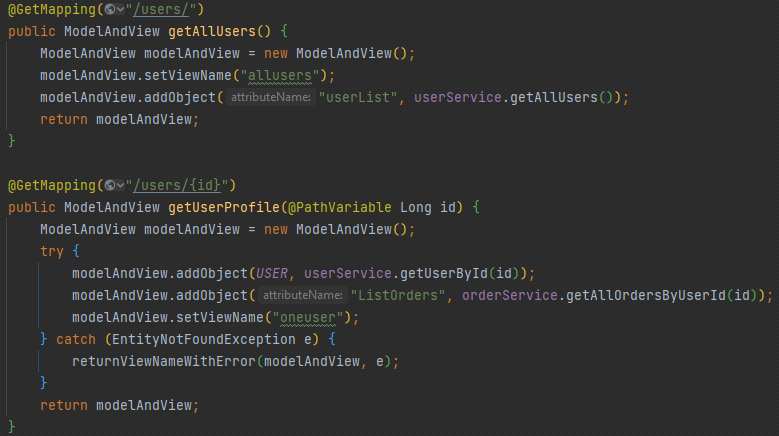 @GetMapping("/users/")
public ModelAndView getAllUsers() {
    ModelAndView modelAndView = new ModelAndView();
    modelAndView.setViewName("allusers");
    modelAndView.addObject( attributeName: "userList", userService.getAllUsers());
    return modelAndView;
}
@GetMapping("/users/{id}")
public ModelAndView getUserProfile(@PathVariable Long id) {
    ModelAndView modelAndView = new ModelAndView();
    try {
        modelAndView.addObject(USER, userService.getUserById(id));
        modelAndView.addObject( attributeName: "ListOrders", orderService.getAllOrdersByUserId(id));
        modelAndView.setViewName("oneuser");
    } catch (EntityNotFoundException e) {
        returnViewNameWithError(modelAndView, e);
    }
    return modelAndView;
}